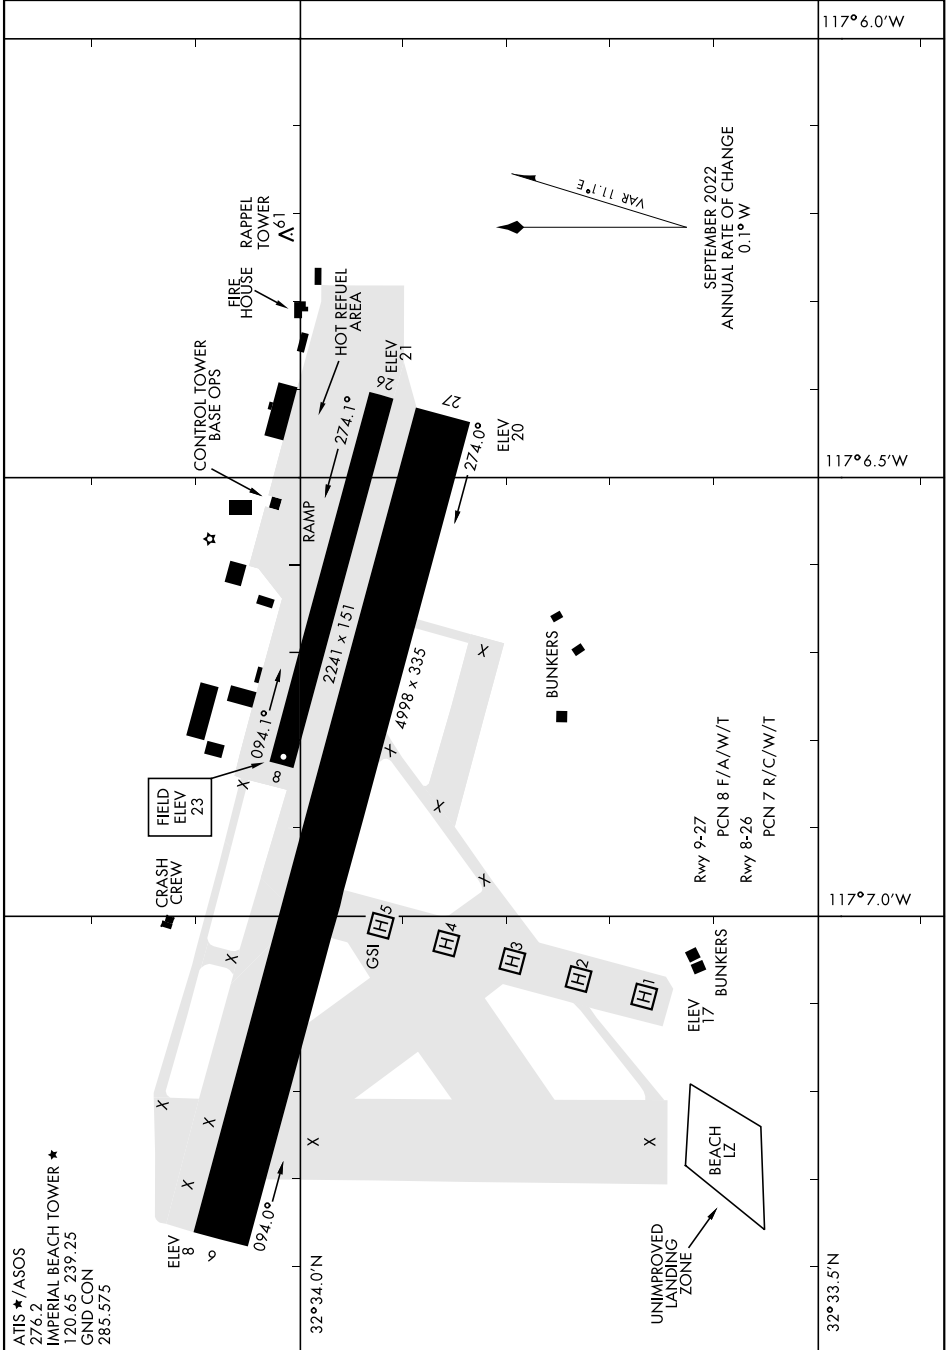 ATIS ★/ASOS
276.2
IMPERIAL BEACH TOWER ★
120.65 239.25
GND CON
285.575
117°6.0'W
117°6.5'W
117°7.0'W
32°34.0'N
32°33.5'N
RAPPEL
TOWER
61
FIRE
HOUSE
HOT REFUEL
AREA
CONTROL TOWER
BASE OPS
RAMP
VAR 11.1°E
SEPTEMBER 2022
ANNUAL RATE OF CHANGE
0.1° W
26
ELEV
21
274.1°
27
ELEV
20
274.0°
2241 x 151
4998 x 335
094.1°
8
FIELD
ELEV
23
CRASH
CREW
X
X
X
X
X
X
X
X
X
X
X
X
BUNKERS
Rwy 9-27
PCN 8 F/A/W/T
Rwy 8-26
PCN 7 R/C/W/T
GSI
H 5
H 4
H 3
H 2
H 1
ELEV
17
BUNKERS
BEACH
LZ
UNIMPROVED
LANDING
ZONE
ELEV
8
9
094.0°